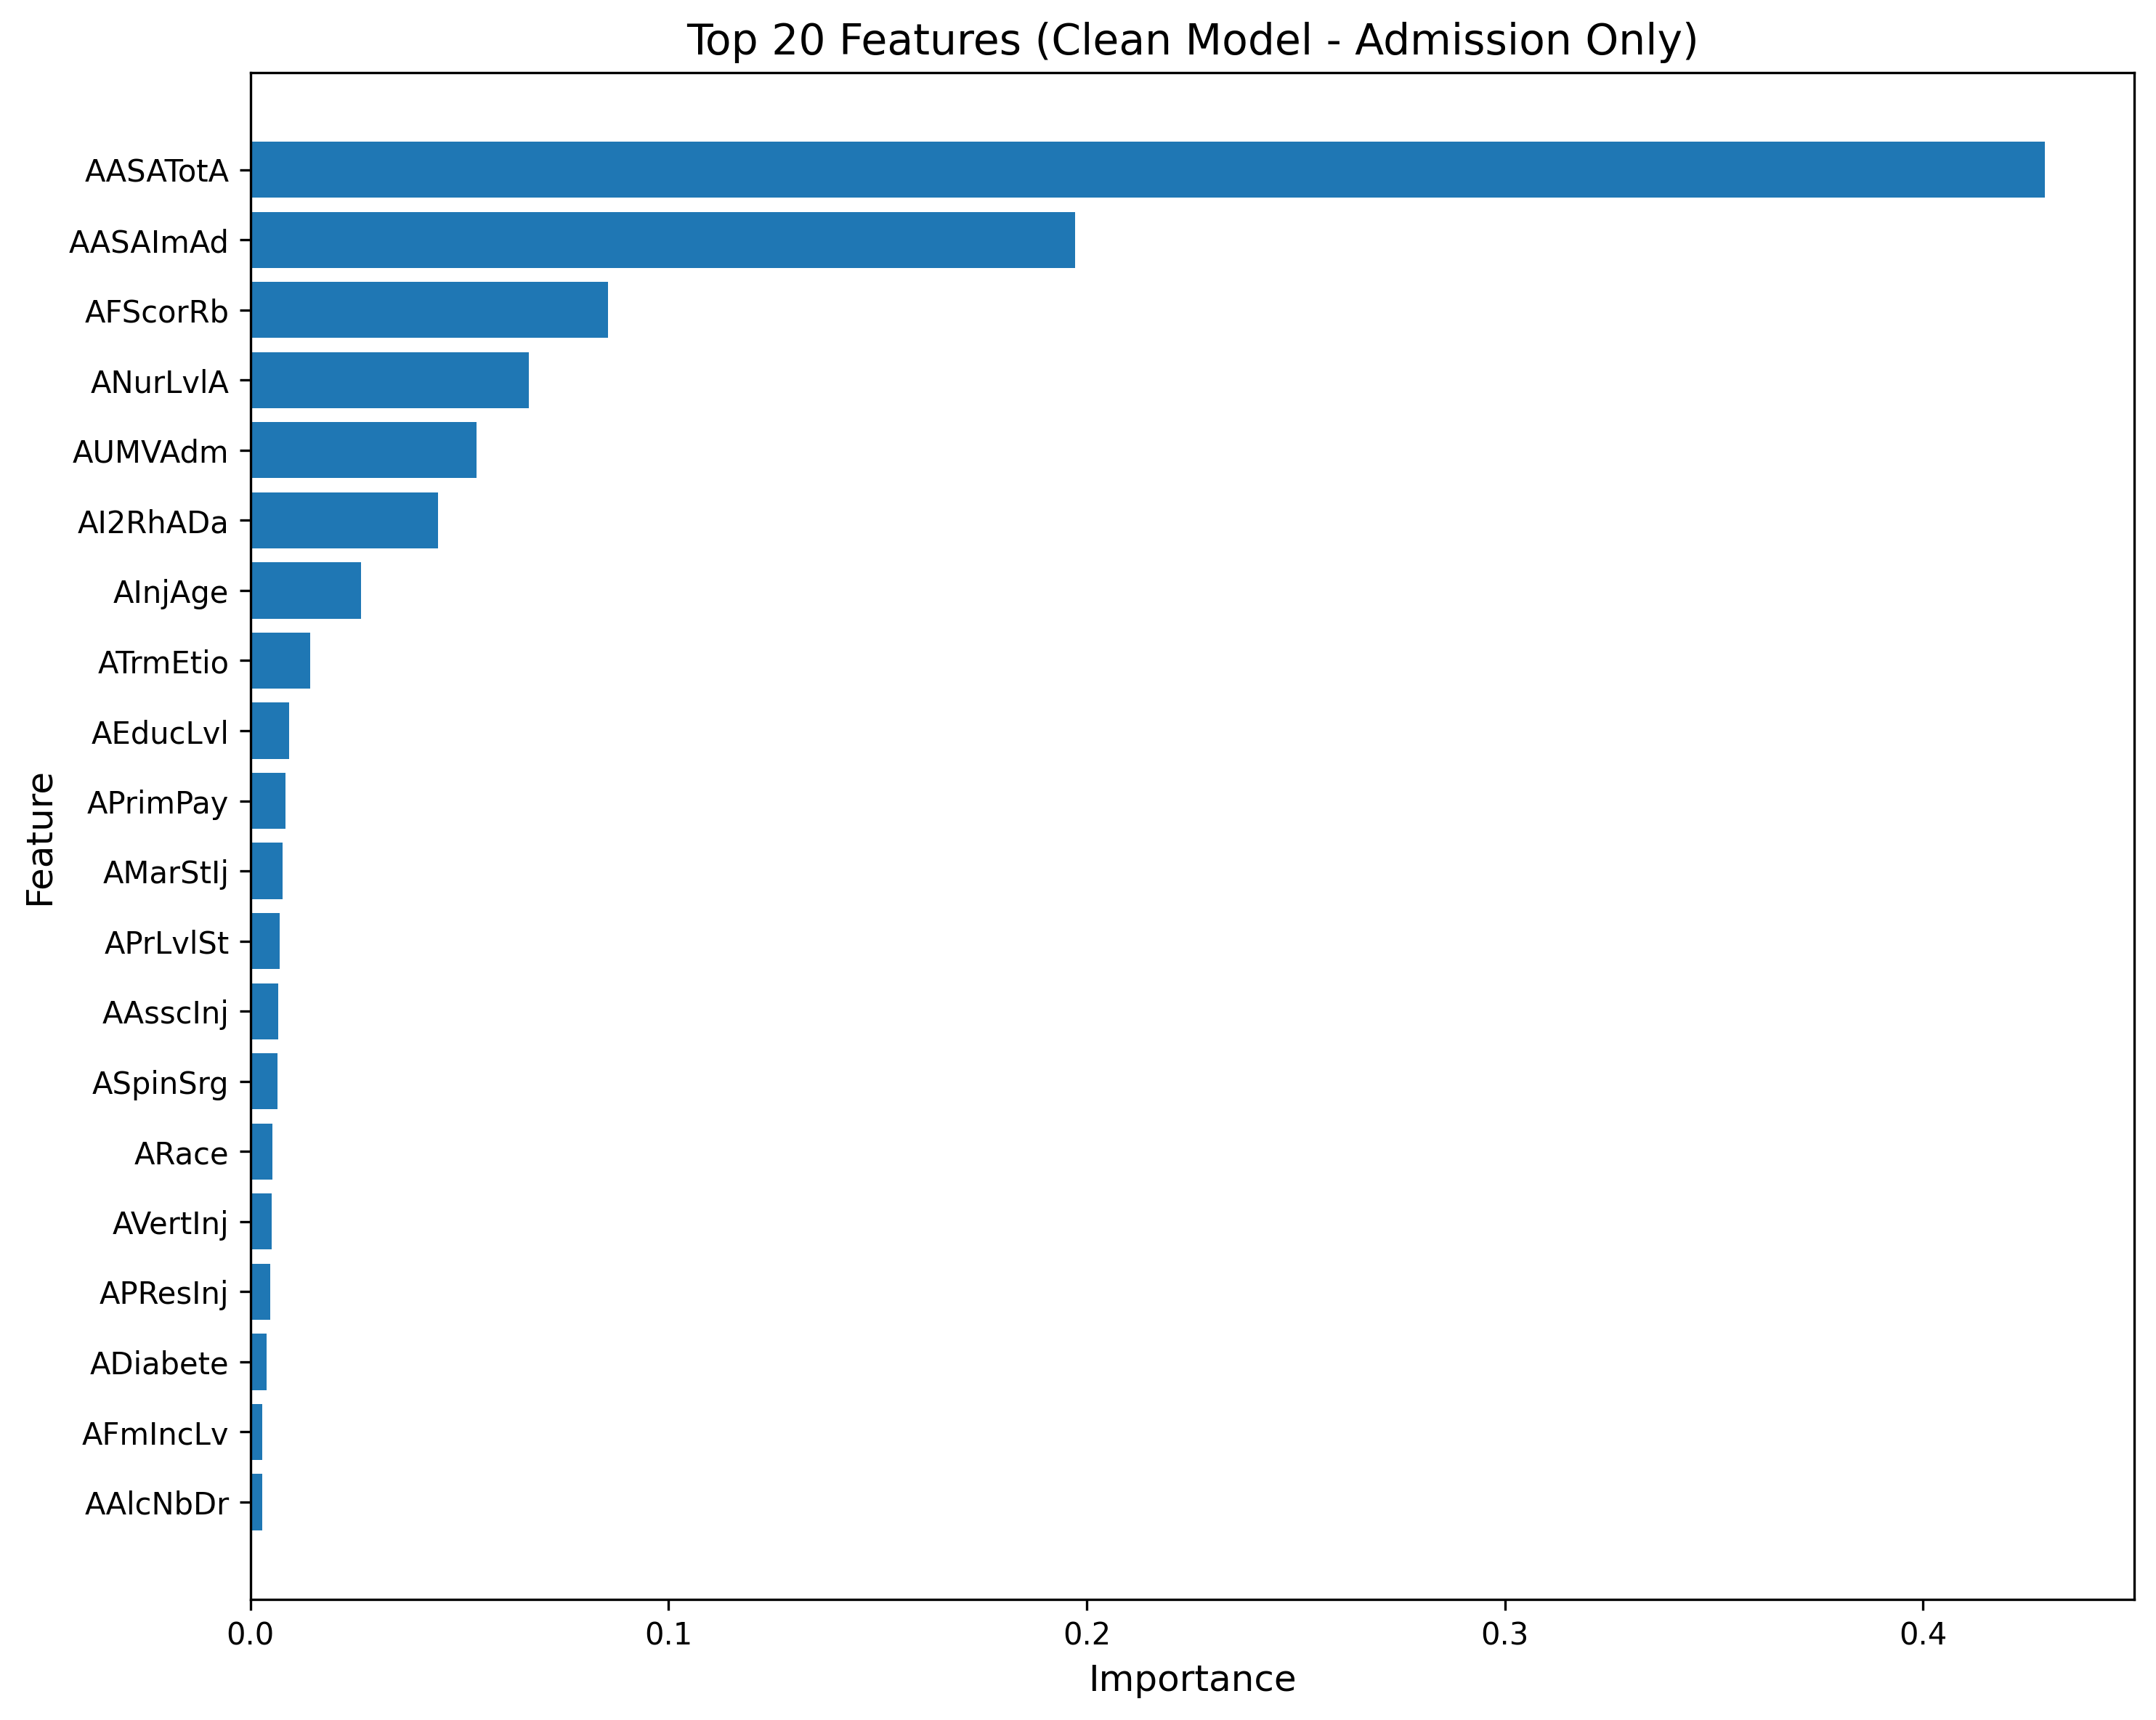 Top 20 Features (Clean Model - Admission Only)
AASATotA
AASAImAd
AFScorRb
ANurLvlA
AUMVAdm
AI2RhADa
AInjAge
ATrmEtio
AEducLvl
APrimPay
AMarStIj
APrLvlSt
AAsscInj
ASpinSrg
ARace
AVertInj
APResInj
ADiabete
AFmIncLv
AAlcNbDr
Feature
0.0 0.1 0.2 0.3 0.4
Importance